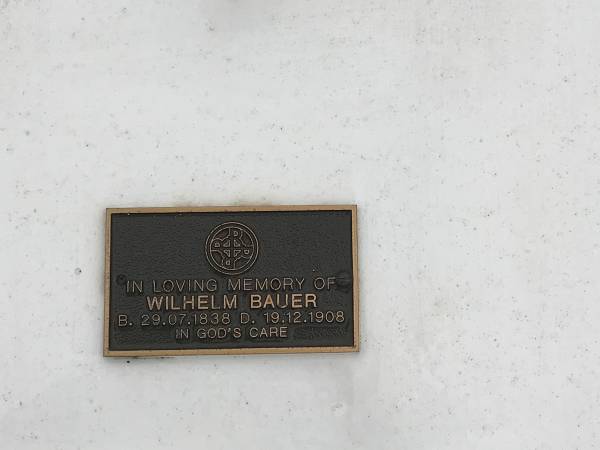 IN LOVING MEMORY OF
WILHELM BAUER
B. 29.07.1838 D. 19.12.1908
IN GOD'S CARE